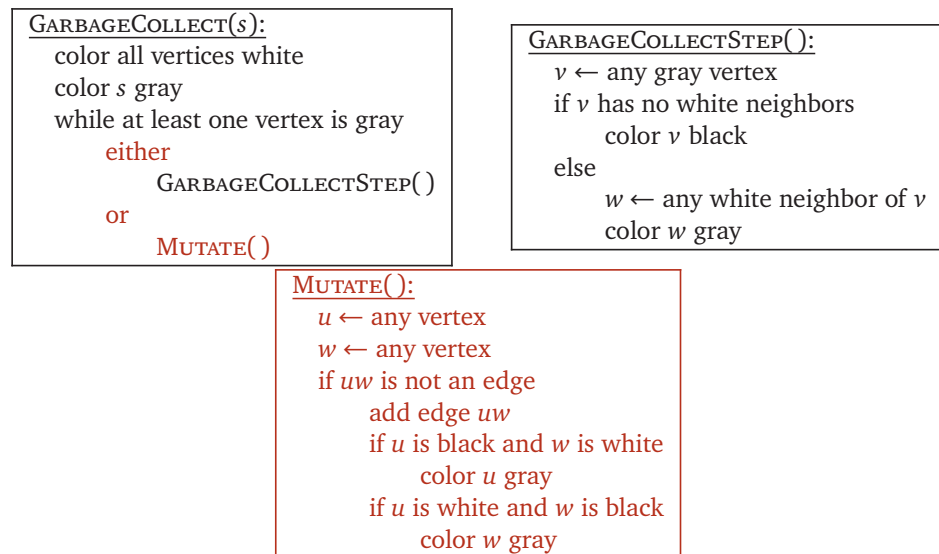 GARBAGECOLLECT(s):
color all vertices white
color s gray
while at least one vertex is gray
either
GARBAGECOLLECTSTEP( )
or
MUTATE( )
GARBAGECOLLECTSTEP( ):
v ← any gray vertex
if v has no white neighbors
color v black
else
w ← any white neighbor of v
color w gray
MUTATE( ):
u ← any vertex
w ← any vertex
if uw is not an edge
add edge uw
if u is black and w is white
color u gray
if u is white and w is black
color w gray